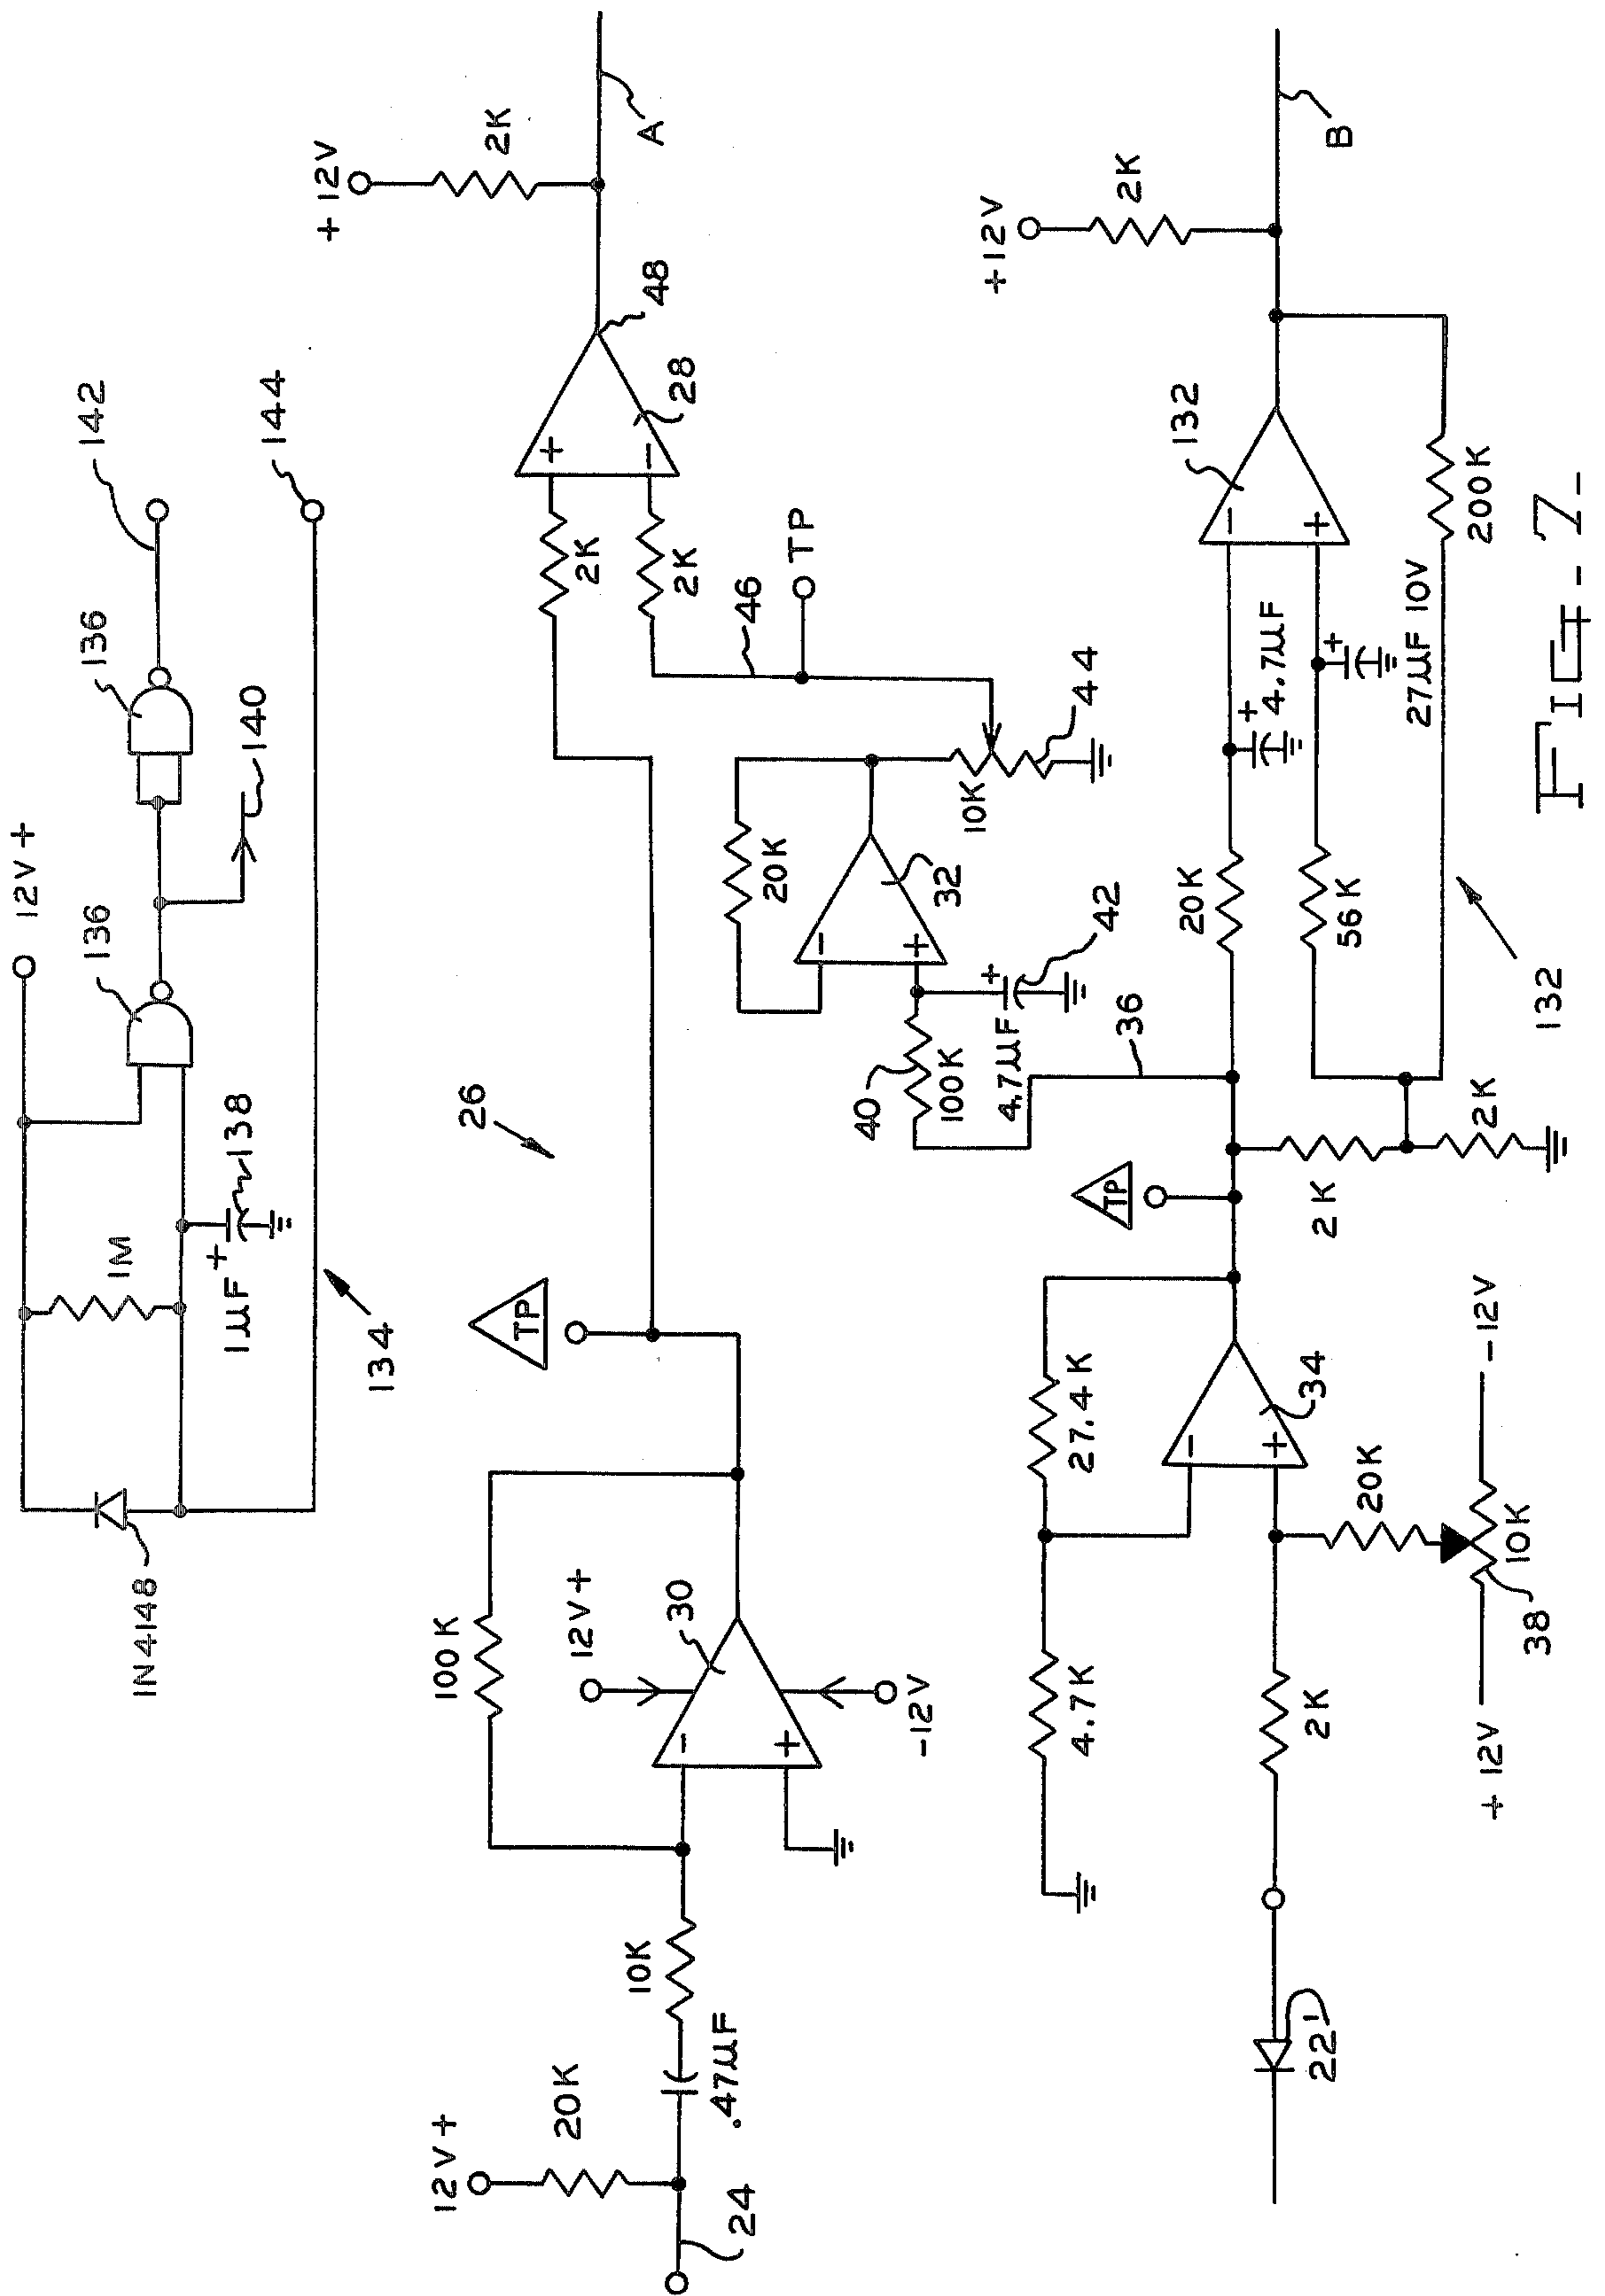 12V+
1N4148
1M
1µF
+
138
136
136
140
142
144
134
26
12V+
20K
24
.47µF
10K
100K
-
+
12V+
30
-12V
TP
2K
2K
+
-
28
48
+12V
2K
A
46
TP
20K
-
+
32
10K
44
40
100K
+
4.7µF
42
36
22'
2K
4.7K
27.4K
-
+
34
20K
+12V
10K
-12V
38
TP
2K
2K
20K
+
4.7µF
56K
+
27µF 10V
-
+
132
200K
132
+12V
2K
B
FIG-7-